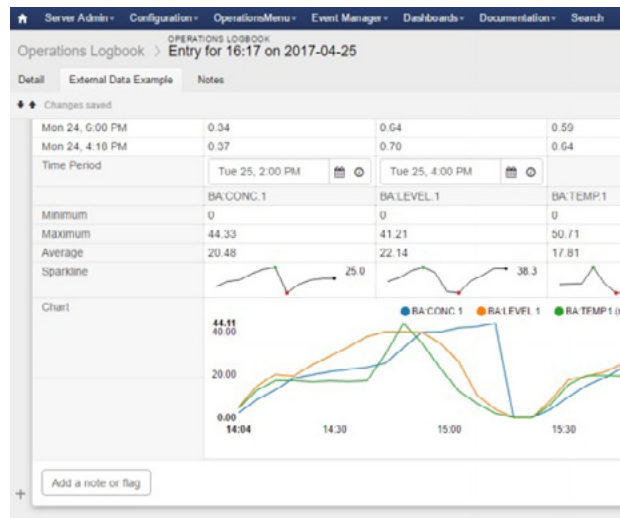 Server Admin Configuration OperationsMenu Event Manager Dashboards Documentation Search
OPERATIONS LOGBOOK
Operations Logbook > Entry for 16:17 on 2017-04-25
Detail External Data Example Notes
Changes saved
Mon 24, 6:00 PM 0.34 0.64 0.59
Mon 24, 4:10 PM 0.37 0.70 0.64
Time Period Tue 25, 2:00 PM Tue 25, 4:00 PM
BA:CONC.1 BA:LEVEL.1 BA:TEMP.1
Minimum 0 0 0
Maximum 44.33 41.21 50.71
Average 20.48 22.14 17.81
Sparkline 25.0 38.3
Chart BA:CONC.1 BA:LEVEL.1 BA:TEMP.1 (r
44.11
40.00
20.00
0.00
14:04 14:30 15:00 15:30
Add a note or flag
+